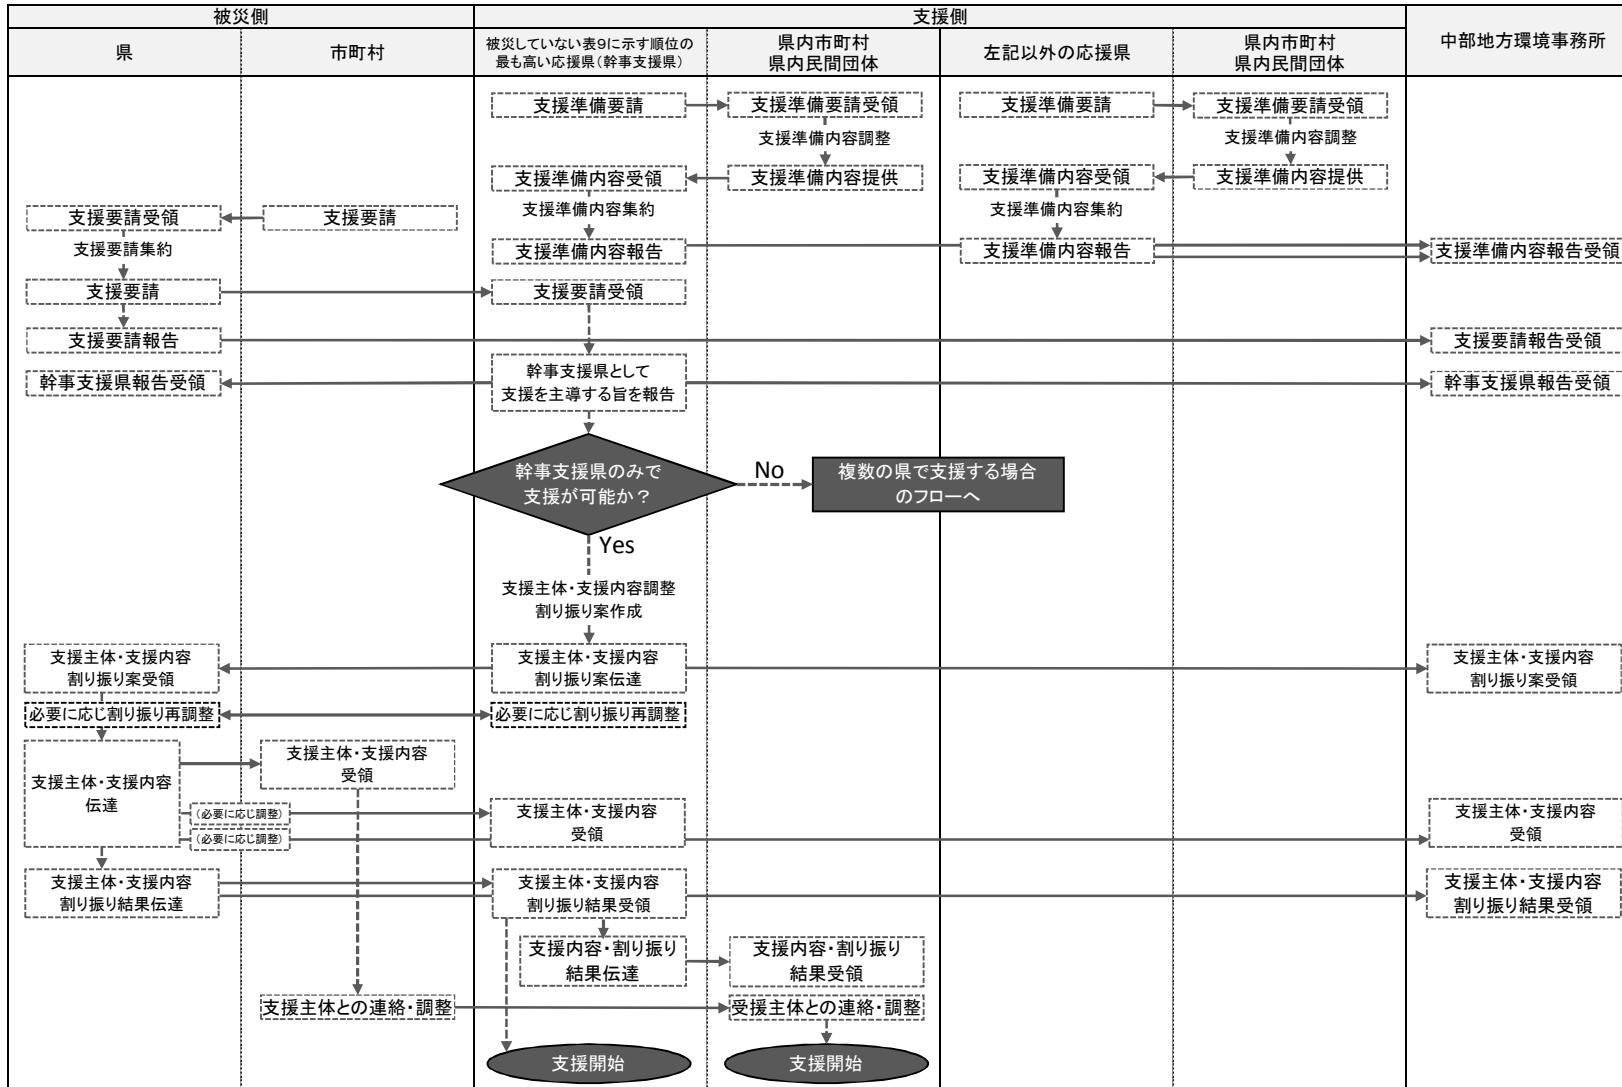 被災側
支援側
中部地方環境事務所
県
市町村
被災していない表9に示す順位の
最も高い応援県(幹事支援県)
県内市町村
県内民間団体
左記以外の応援県
県内市町村
県内民間団体
支援準備要請
支援準備要請受領
支援準備要請
支援準備要請受領
支援準備内容調整
支援準備内容調整
支援準備内容受領
支援準備内容提供
支援準備内容受領
支援準備内容提供
支援要請受領
支援要請
支援準備内容集約
支援準備内容集約
支援要請集約
支援準備内容報告
支援準備内容報告
支援準備内容報告受領
支援要請
支援要請受領
支援要請報告
支援要請報告受領
幹事支援県報告受領
幹事支援県として
支援を主導する旨を報告
幹事支援県報告受領
幹事支援県のみで
支援が可能か？
No
複数の県で支援する場合
のフローへ
Yes
支援主体・支援内容調整
割り振り案作成
支援主体・支援内容
割り振り案受領
支援主体・支援内容
割り振り案伝達
支援主体・支援内容
割り振り案受領
必要に応じ割り振り再調整
必要に応じ割り振り再調整
支援主体・支援内容
伝達
支援主体・支援内容
受領
(必要に応じ調整)
(必要に応じ調整)
支援主体・支援内容
受領
支援主体・支援内容
受領
支援主体・支援内容
割り振り結果伝達
支援主体・支援内容
割り振り結果受領
支援主体・支援内容
割り振り結果受領
支援内容・割り振り
結果伝達
支援内容・割り振り
結果受領
支援主体との連絡・調整
受援主体との連絡・調整
支援開始
支援開始